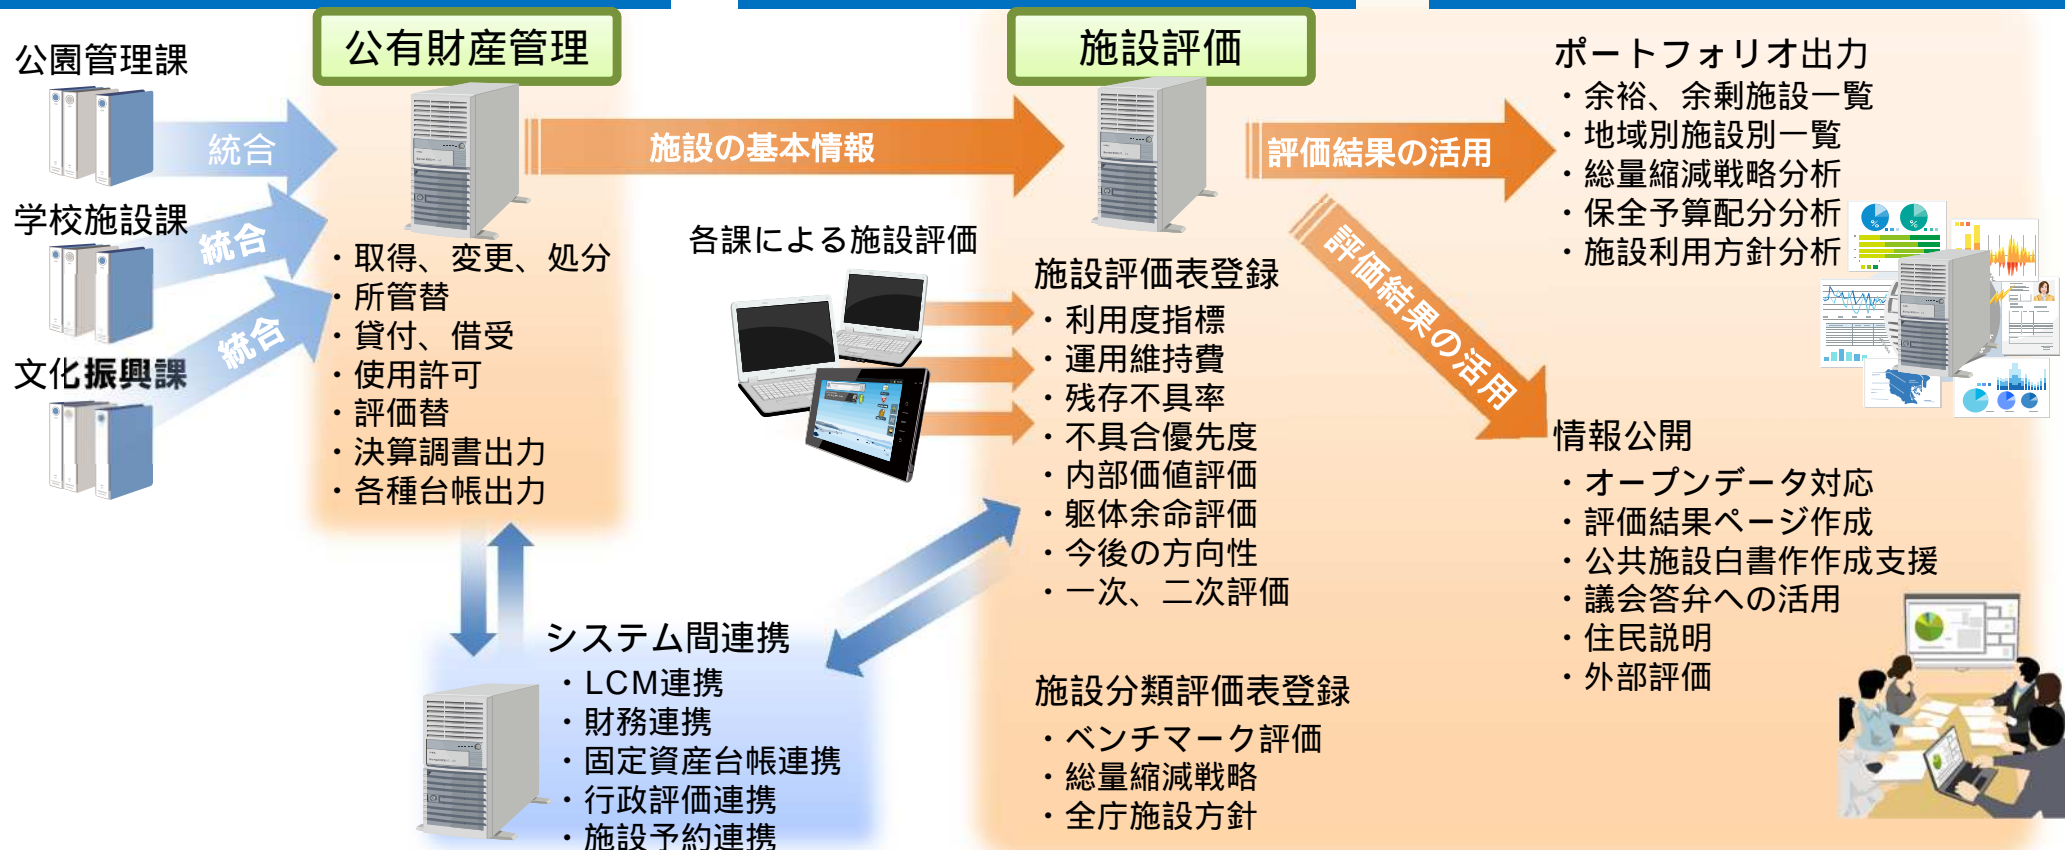 公園管理課
統合
学校施設課
統合
文化振興課
統合
公有財産管理
・取得、変更、処分
・所管替
・貸付、借受
・使用許可
・評価替
・決算調書出力
・各種台帳出力
施設の基本情報
システム間連携
・LCM連携
・財務連携
・固定資産台帳連携
・行政評価連携
・施設予約連携
各課による施設評価
施設評価
施設評価表登録
・利用度指標
・運用維持費
・残存不具率
・不具合優先度
・内部価値評価
・躯体余命評価
・今後の方向性
・一次、二次評価
施設分類評価表登録
・ベンチマーク評価
・総量縮減戦略
・全庁施設方針
評価結果の活用
評価結果の活用
ポートフォリオ出力
・余裕、余剰施設一覧
・地域別施設別一覧
・総量縮減戦略分析
・保全予算配分分析
・施設利用方針分析
情報公開
・オープンデータ対応
・評価結果ページ作成
・公共施設白書作作成支援
・議会答弁への活用
・住民説明
・外部評価